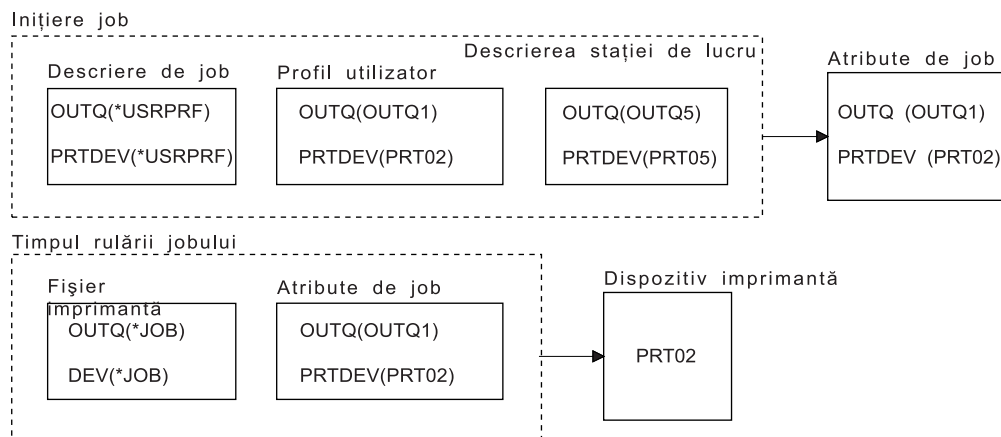 Inițiere job
Descrierea stației de lucru
Descriere de job
Profil utilizator
Atribute de job
OUTQ(*USRPRF)
PRTDEV(*USRPRF)
OUTQ(OUTQ1)
PRTDEV(PRT02)
OUTQ(OUTQ5)
PRTDEV(PRT05)
OUTQ (OUTQ1)
PRTDEV (PRT02)
Timpul rulării jobului
Fișier
imprimantă
Atribute de job
Dispozitiv imprimantă
OUTQ(*JOB)
DEV(*JOB)
OUTQ(OUTQ1)
PRTDEV(PRT02)
PRT02